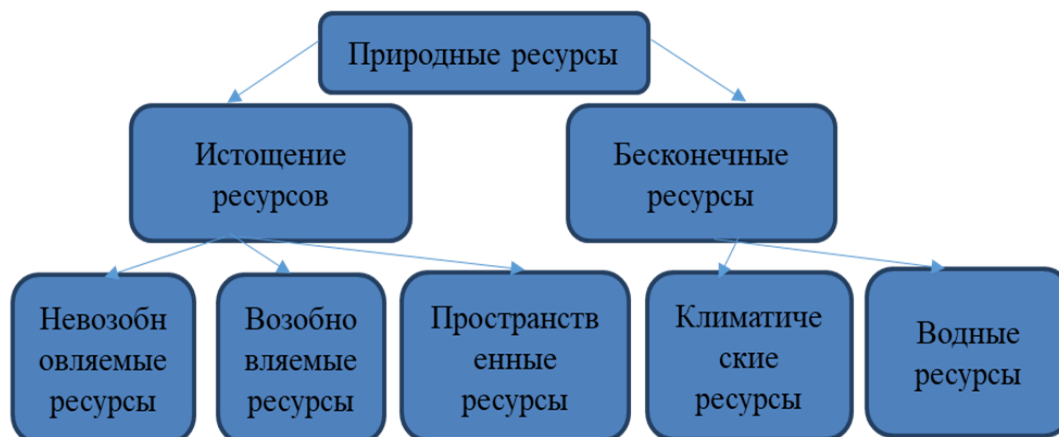 Природные ресурсы
Истощение
ресурсов
Бесконечные
ресурсы
Невозобн
овляемые
ресурсы
Возобно
вляемые
ресурсы
Пространств
енные
ресурсы
Климатиче
ские
ресурсы
Водные
ресурсы